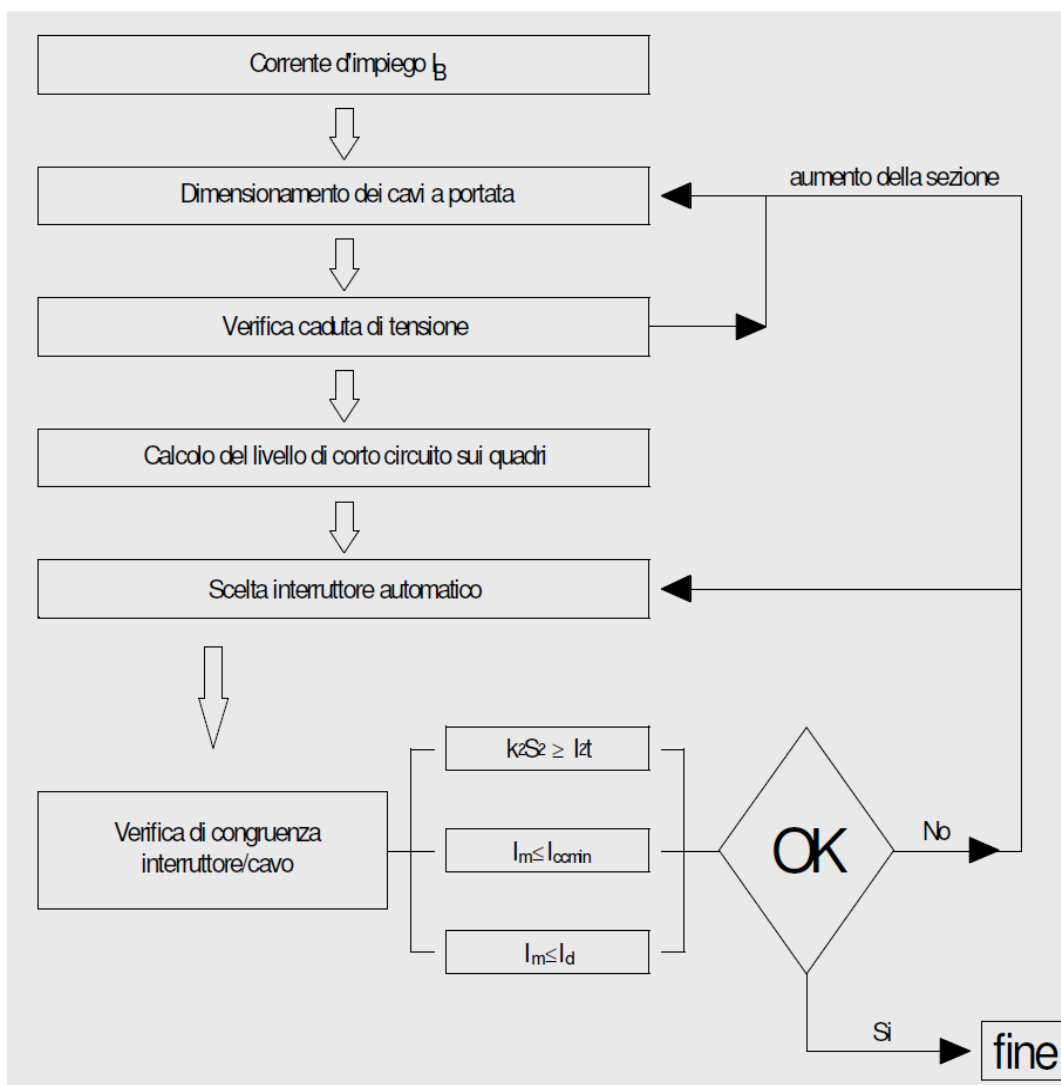 Corrente d'impiego IB
Dimensionamento dei cavi a portata
aumento della sezione
Verifica caduta di tensione
Calcolo del livello di corto circuito sui quadri
Scelta interruttore automatico
k2S2 ≥ I2t
Verifica di congruenza
interruttore/cavo
Im≤Iccmin
OK
No
Im≤Id
Si
fine